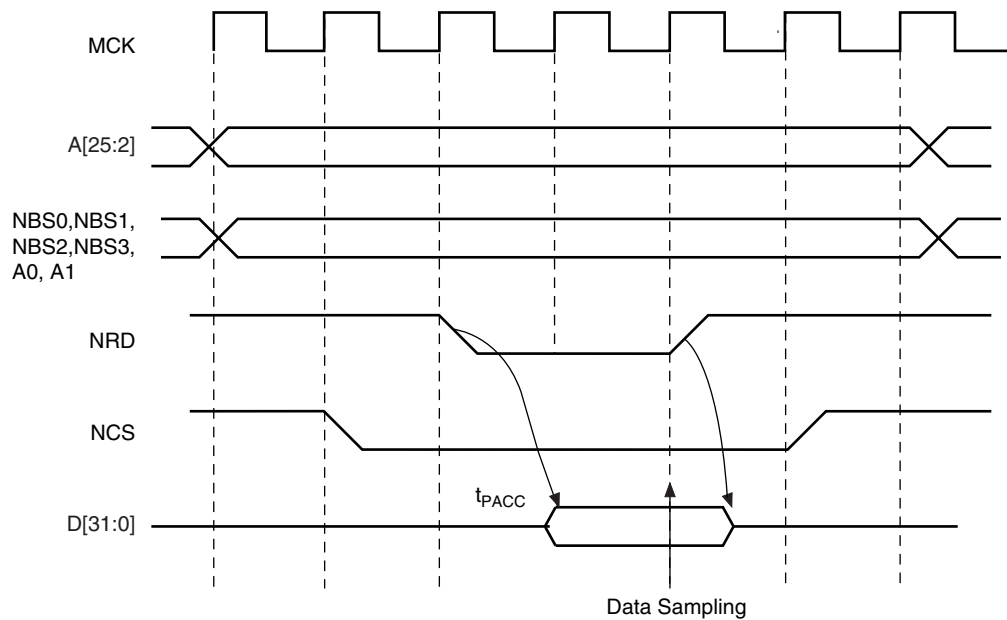 MCK
A[25:2]
NBS0,NBS1,
NBS2,NBS3,
A0, A1
NRD
NCS
tPACC
D[31:0]
Data Sampling